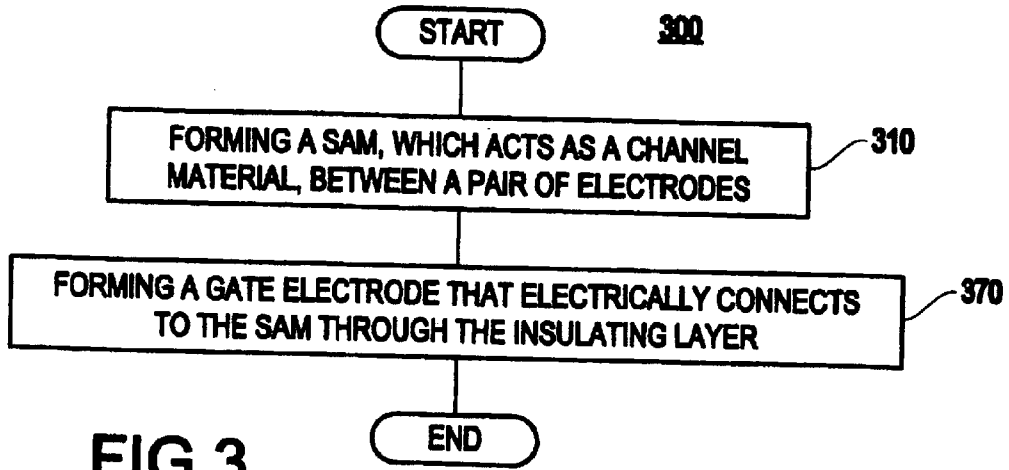 START
300
FORMING A SAM, WHICH ACTS AS A CHANNEL
MATERIAL, BETWEEN A PAIR OF ELECTRODES
310
FORMING A GATE ELECTRODE THAT ELECTRICALLY CONNECTS
TO THE SAM THROUGH THE INSULATING LAYER
370
END
FIG.3